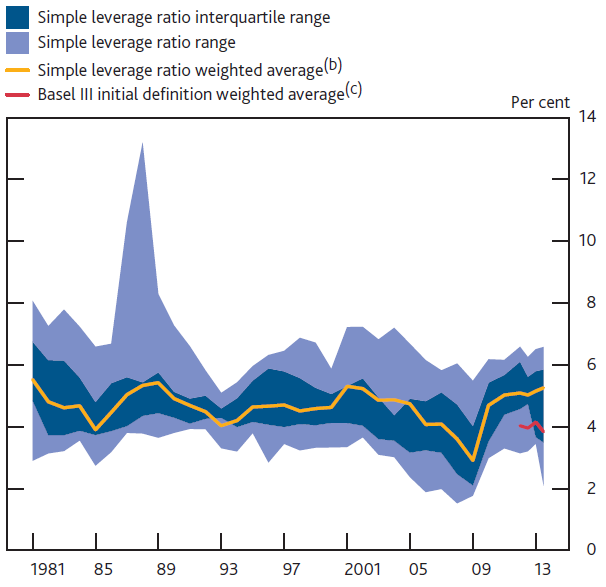 Simple leverage ratio interquartile range
Simple leverage ratio range
Simple leverage ratio weighted average(b)
Basel III initial definition weighted average(c)
Per cent
14
12
10
8
6
4
2
0
1981 85 89 93 97 2001 05 09 13